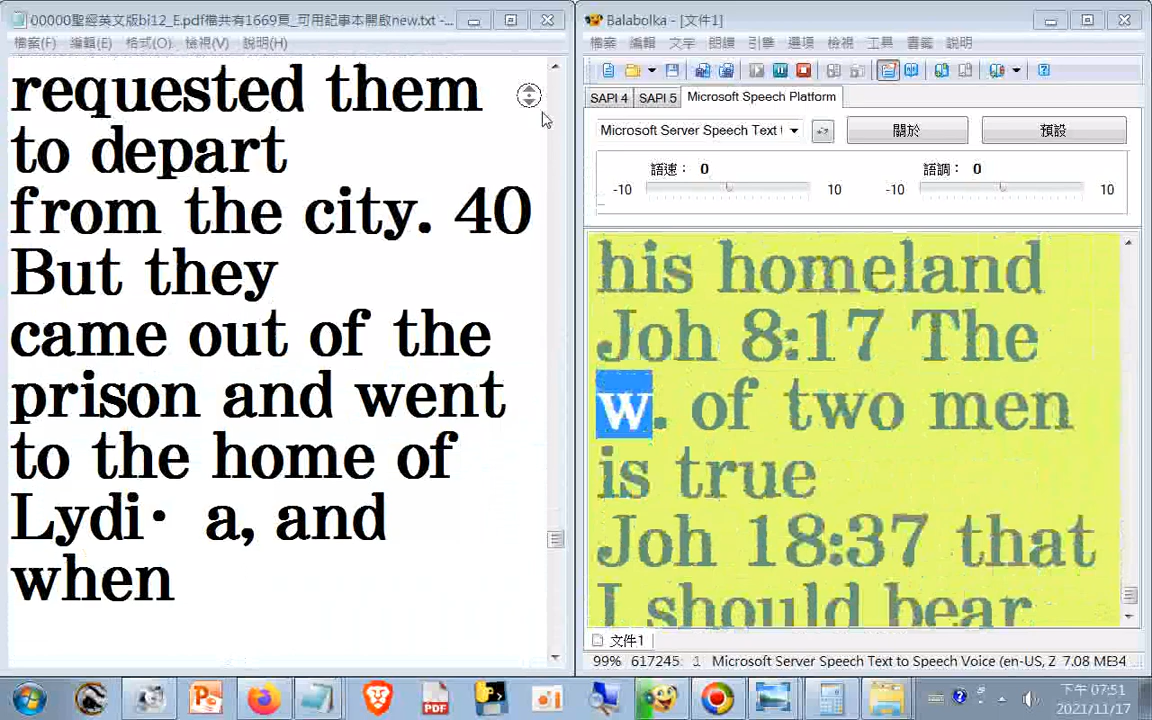 00000聖經英文版bi12_E.pdf檔共有1669頁_可用記事本開啟new.txt -...
檔案(F) 編輯(E) 格式(O) 檢視(V) 說明(H)
requested them
to depart
from the city. 40
But they
came out of the
prison and went
to the home of
Lydi· a, and
when
Balabolka - [文件1]
檔案 編輯 文字 朗讀 引擎 選項 檢視 工具 書籤 說明
SAPI 4 SAPI 5 Microsoft Speech Platform
Microsoft Server Speech Text t
關於 預設
語速: 0 語調: 0
-10 10 -10 10
his homeland
Joh 8:17 The
w. of two men
is true
Joh 18:37 that
I should bear
文件1
99% 617245: 1 Microsoft Server Speech Text to Speech Voice (en-US, Z 7.08 ME34
PDF
下午 07:51
2021/11/17